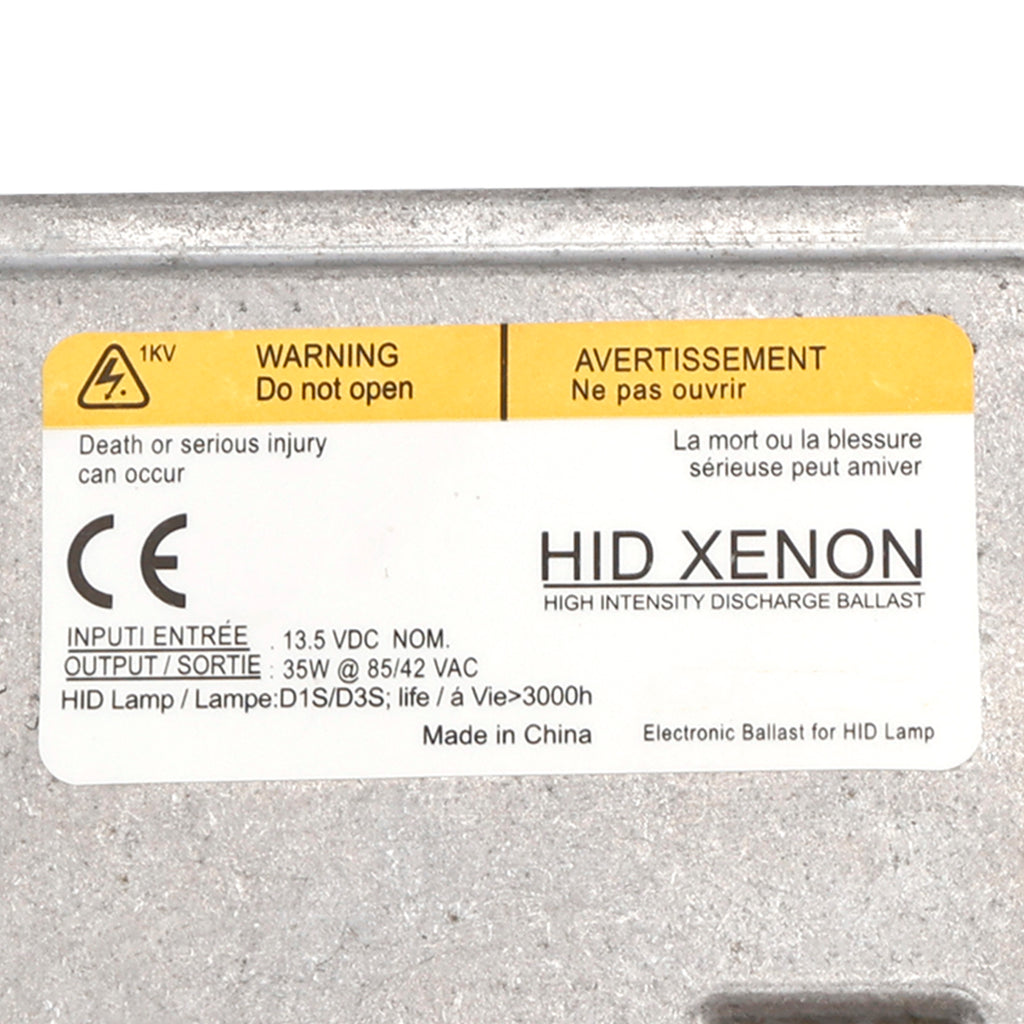 1KV
WARNING
Do not open
AVERTISSEMENT
Ne pas ouvrir
Death or serious injury
can occur
La mort ou la blessure
sérieuse peut amiver
CE
HID XENON
HIGH INTENSITY DISCHARGE BALLAST
INPUTI ENTRÉE . 13.5 VDC NOM.
OUTPUT / SORTIE : 35W @ 85/42 VAC
HID Lamp / Lampe:D1S/D3S; life / á Vie>3000h
Made in China
Electronic Ballast for HID Lamp